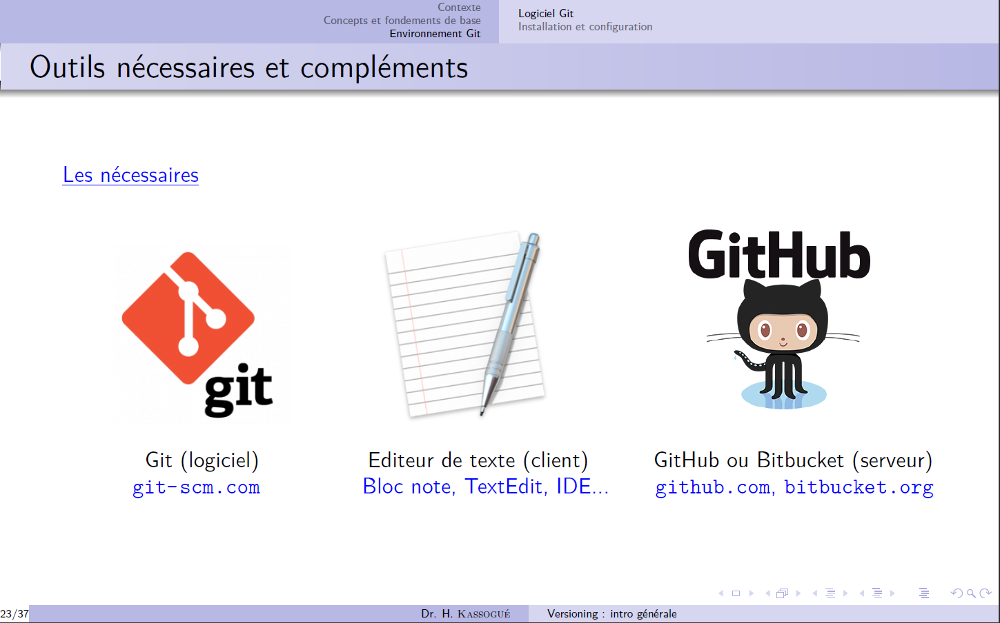 Contexte
Concepts et fondements de base
Environnement Git
Logiciel Git
Installation et configuration
Outils nécessaires et compléments
Les nécessaires
git
GitHub
Git (logiciel)
git-scm.com
Editeur de texte (client)
Bloc note, TextEdit, IDE...
GitHub ou Bitbucket (serveur)
github.com, bitbucket.org
23/37
Dr. H. Kassogué
Versioning : intro générale